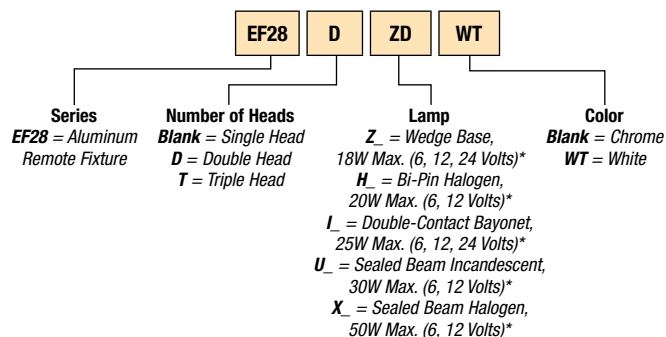 EF28 D ZD WT
Series
EF28 = Aluminum
Remote Fixture
Number of Heads
Blank = Single Head
D = Double Head
T = Triple Head
Lamp
Z_ = Wedge Base,
18W Max. (6, 12, 24 Volts)*
H_ = Bi-Pin Halogen,
20W Max. (6, 12 Volts)*
I_ = Double-Contact Bayonet,
25W Max. (6, 12, 24 Volts)*
U_ = Sealed Beam Incandescent,
30W Max. (6, 12 Volts)*
X_ = Sealed Beam Halogen,
50W Max. (6, 12 Volts)*
Color
Blank = Chrome
WT = White